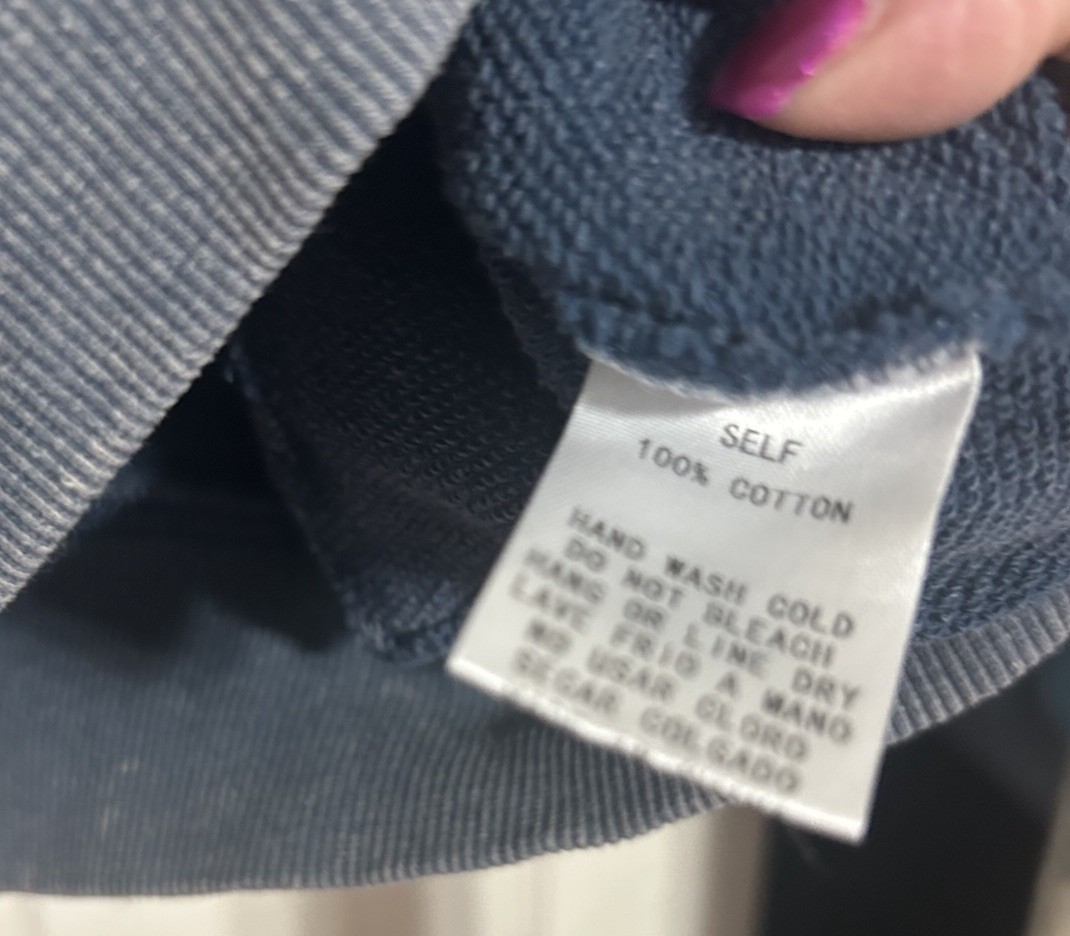 SELF
100% COTTON
HAND WASH COLD
DO NOT BLEACH
HANG OR LINE DRY
LAVE FRIO A MANO
NO USAR CLORO
SECAR COLGADO